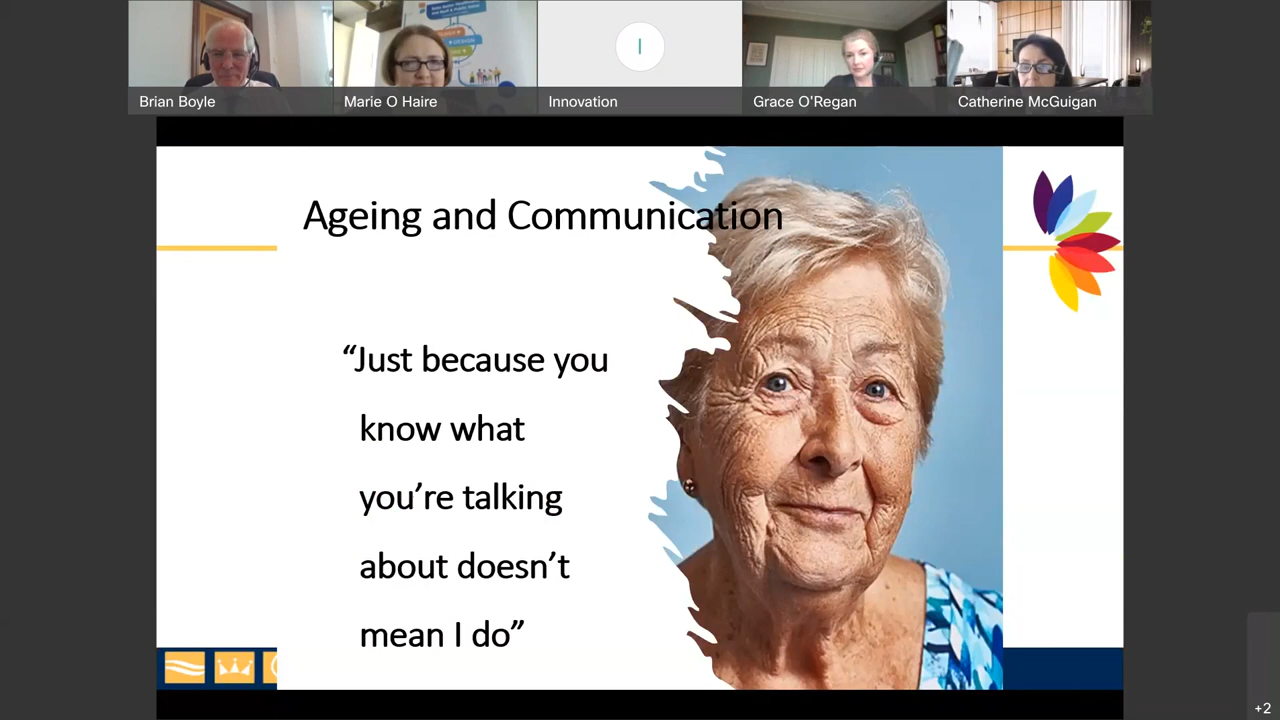 Brian Boyle
Marie O Haire
I
Innovation
Grace O'Regan
Catherine McGuigan
Ageing and Communication
“Just because you
know what
you’re talking
about doesn’t
mean I do”
+2